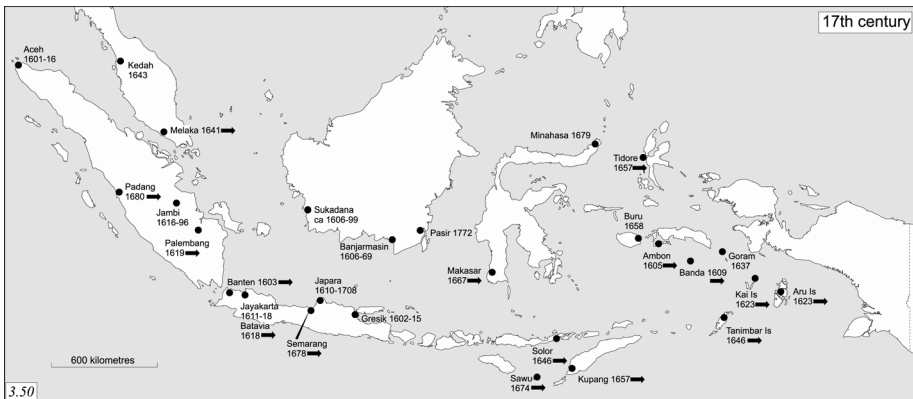 17th century
Aceh
1601-16
Kedah
1643
Melaka 1641
Minahasa 1679
Tidore
1657
Padang
1680
Jambi
1616-96
Palembang
1619
Sukadana
ca 1606-99
Banjarmasin
1606-69
Pasir 1772
Makasar
1667
Buru
1658
Ambon
1605
Banda 1609
Goram
1637
Kai Is
1623
Aru Is
1623
Tanimbar Is
1646
Banten 1603
Jayakarta
1611-18
Batavia
1618
Japara
1610-1708
Semarang
1678
Gresik 1602-15
Solor
1646
Sawu
1674
Kupang 1657
600 kilometres
3.50